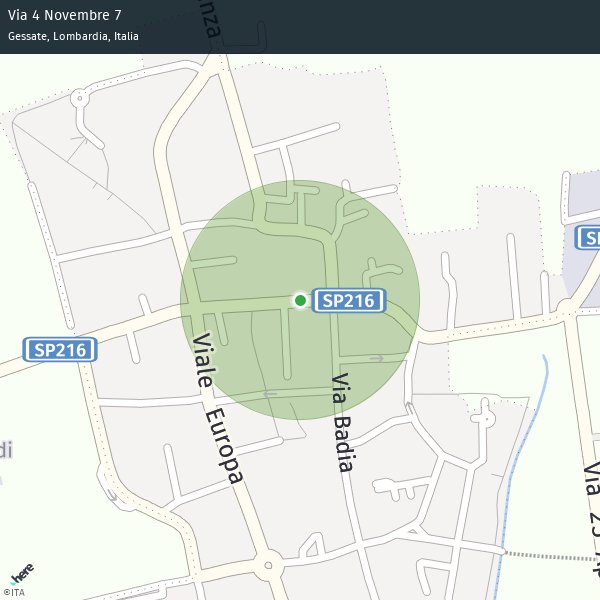 Via 4 Novembre 7
Gessate, Lombardia, Italia
SP216
SP216
Viale Europa
Via Badia
here
©ITA